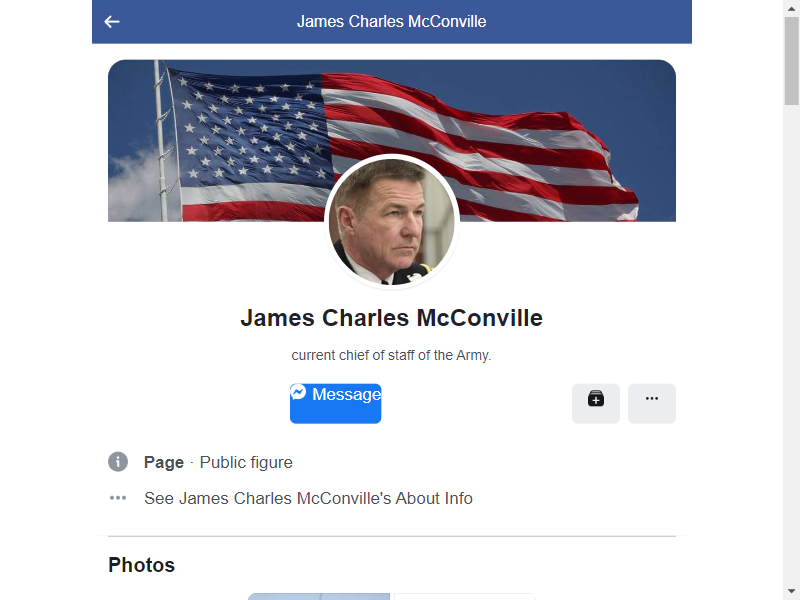 James Charles McConville
James Charles McConville
current chief of staff of the Army.
Message
Page · Public figure
See James Charles McConville's About Info
Photos